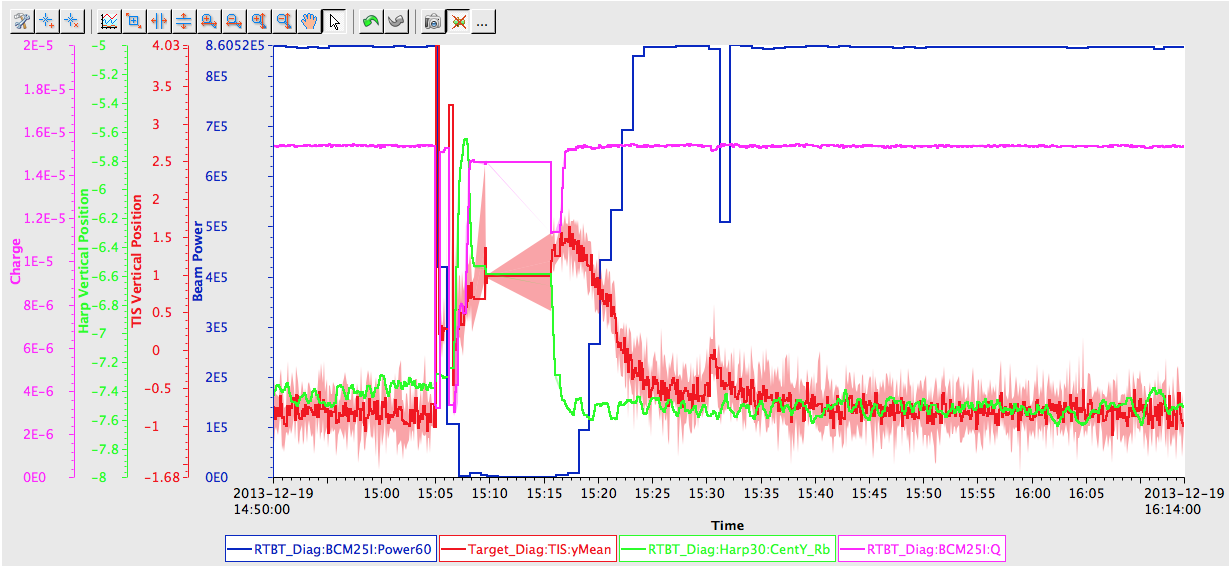 ...
2E-5
1.8E-5
1.6E-5
1.4E-5
1.2E-5
1E-5
8E-6
6E-6
4E-6
2E-6
0E0
Charge
-5
-5.2
-5.4
-5.6
-5.8
-6
-6.2
-6.4
-6.6
-6.8
-7
-7.2
-7.4
-7.6
-7.8
-8
Harp Vertical Position
4.03
3.5
3
2.5
2
1.5
1
0.5
0
-0.5
-1
-1.68
TIS Vertical Position
8.6052E5
8E5
7E5
6E5
5E5
4E5
3E5
2E5
1E5
0E0
Beam Power
2013-12-19
14:50:00
15:00
15:05
15:10
15:15
15:20
15:25
15:30
15:35
15:40
15:45
15:50
15:55
16:00
16:05
2013-12-19
16:14:00
Time
RTBT_Diag:BCM25I:Power60
Target_Diag:TIS:yMean
RTBT_Diag:Harp30:CentY_Rb
RTBT_Diag:BCM25I:Q